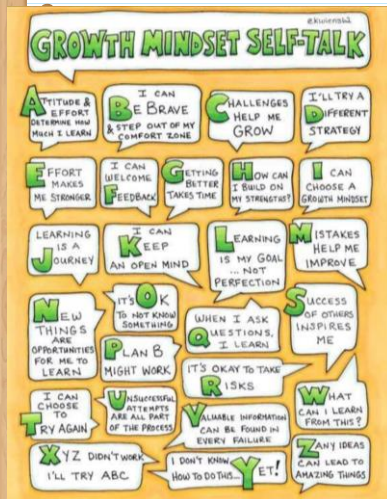 GROWTH MINDSET SELF-TALK
ATTITUDE &
EFFORT
DETERMINE HOW
MUCH I LEARN
I CAN
BE BRAVE
& STEP OUT OF MY
COMFORT ZONE
CHALLENGES
HELP ME
GROW
I'LL TRY A
DIFFERENT
STRATEGY
EFFORT
MAKES
ME STRONGER
I CAN
WELCOME
FEEDBACK
GETTING
BETTER
TAKES TIME
HOW CAN
I BUILD ON
MY STRENGTHS?
I CAN
CHOOSE A
GROWTH MINDSET
LEARNING
IS A
JOURNEY
I CAN
KEEP
AN OPEN MIND
LEARNING
IS MY GOAL
... NOT
PERFECTION
MISTAKES
HELP ME
IMPROVE
NEW
THINGS
ARE
OPPORTUNITIES
FOR ME TO
LEARN
IT'S OK
TO NOT KNOW
SOMETHING
PLAN B
MIGHT WORK
WHEN I ASK
QUESTIONS,
I LEARN
IT'S OKAY TO TAKE
RISKS
SUCCESS
OF OTHERS
INSPIRES
ME
I CAN
CHOOSE
TO
TRY AGAIN
UNSUCCESSFUL
ATTEMPTS
ARE ALL PART
OF THE PROCESS
VALUABLE INFORMATION
CAN BE FOUND IN
EVERY FAILURE
WHAT
CAN I LEARN
FROM THIS?
XYZ DIDN'T WORK
I'LL TRY ABC
I DON'T KNOW
HOW TO DO THIS... YET!
ZANY IDEAS
CAN LEAD TO
AMAZING THINGS